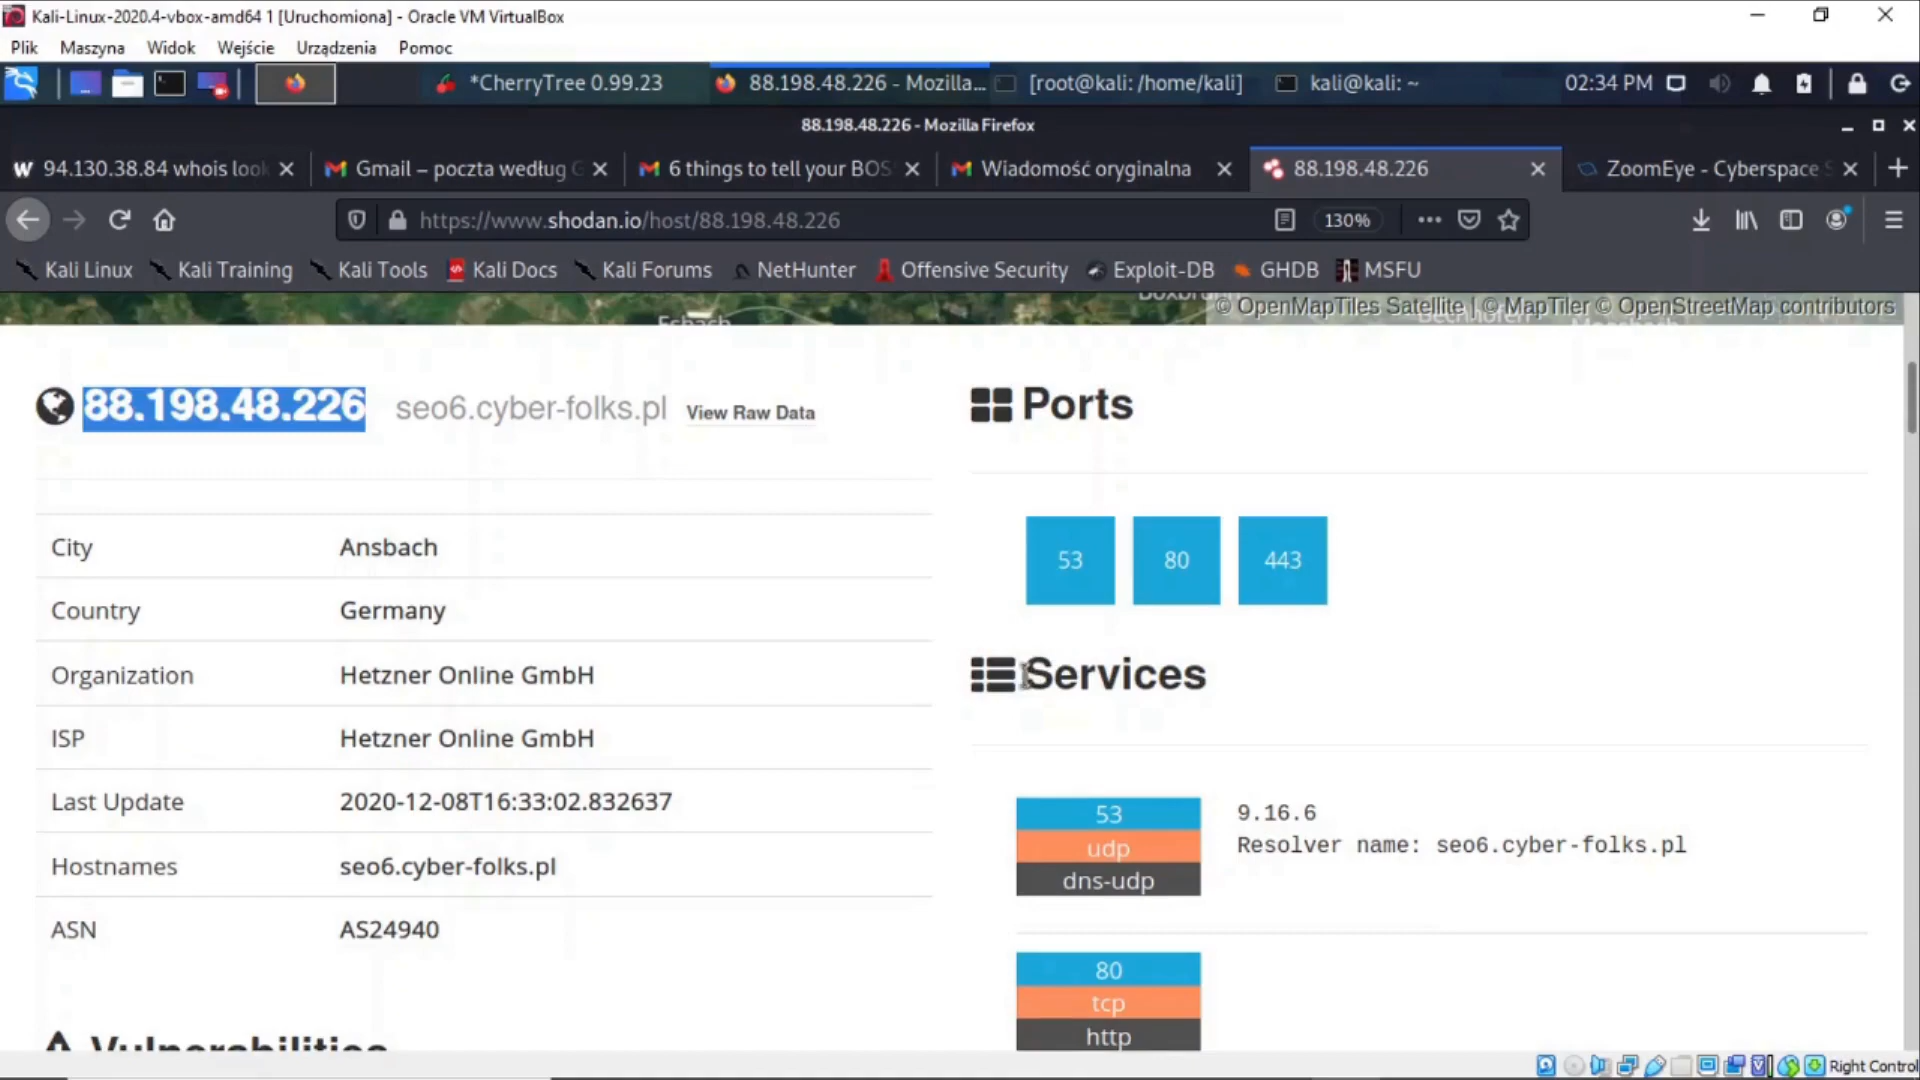 Kali-Linux-2020.4-vbox-amd64 1 [Uruchomiona] - Oracle VM VirtualBox
Plik Maszyna Widok Wejście Urządzenia Pomoc
*CherryTree 0.99.23 88.198.48.226 - Mozilla... [root@kali: /home/kali] kali@kali: ~ 02:34 PM
88.198.48.226 - Mozilla Firefox
94.130.38.84 whois look Gmail – poczta według G 6 things to tell your BOS Wiadomość oryginalna 88.198.48.226 ZoomEye - Cyberspace S
https://www.shodan.io/host/88.198.48.226 130%
Kali Linux Kali Training Kali Tools Kali Docs Kali Forums NetHunter Offensive Security Exploit-DB GHDB MSFU
© OpenMapTiles Satellite | © MapTiler © OpenStreetMap contributors
88.198.48.226 seo6.cyber-folks.pl View Raw Data
City Ansbach
Country Germany
Organization Hetzner Online GmbH
ISP Hetzner Online GmbH
Last Update 2020-12-08T16:33:02.832637
Hostnames seo6.cyber-folks.pl
ASN AS24940
Vulnerabilities
Ports
53 80 443
Services
53
udp
dns-udp
9.16.6
Resolver name: seo6.cyber-folks.pl
80
tcp
http
Right Control